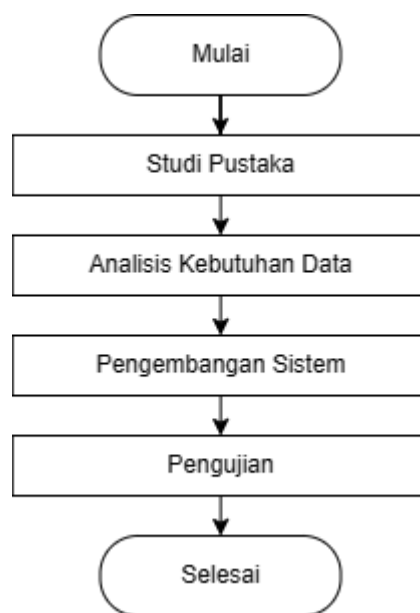 Mulai
Studi Pustaka
Analisis Kebutuhan Data
Pengembangan Sistem
Pengujian
Selesai